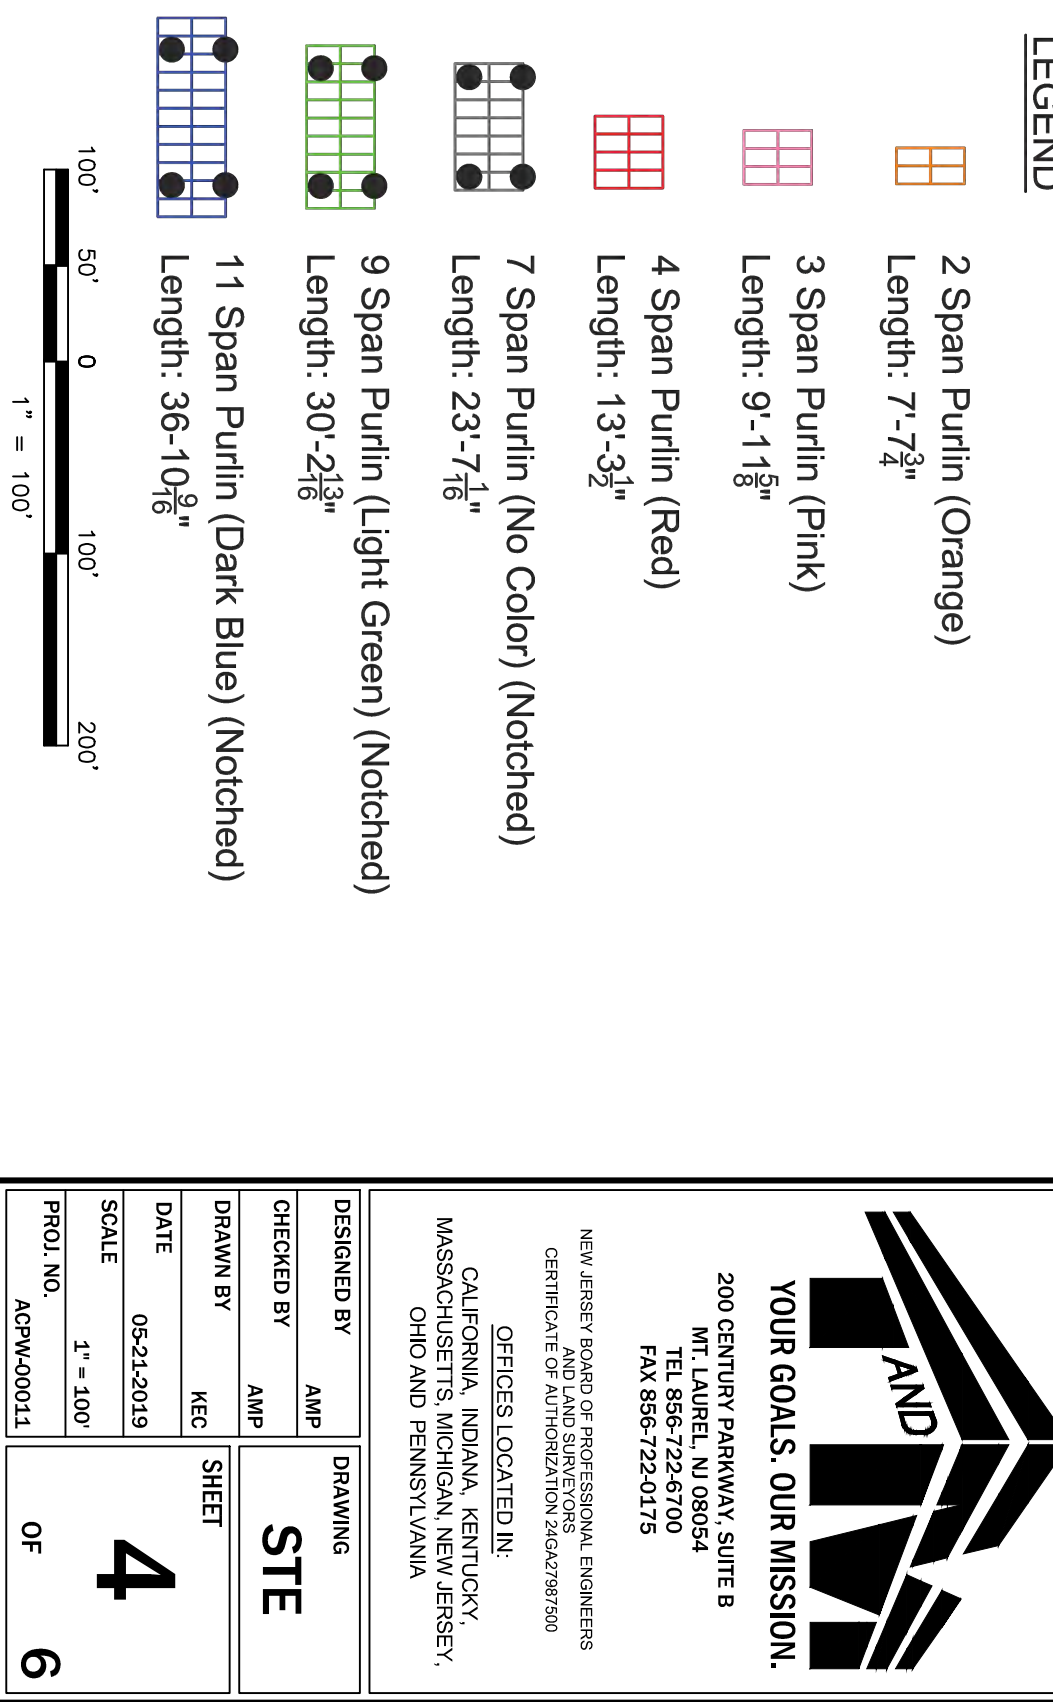 LEGEND
2 Span Purlin (Orange)
Length: 7'-7 3/4"
3 Span Purlin (Pink)
Length: 9'-11 5/8"
4 Span Purlin (Red)
Length: 13'-3 1/2"
7 Span Purlin (No Color) (Notched)
Length: 23'-7 1/16"
9 Span Purlin (Light Green) (Notched)
Length: 30'-2 13/16"
11 Span Purlin (Dark Blue) (Notched)
Length: 36-10 9/16"
100' 50' 0 100' 200'
1" = 100'
AND
YOUR GOALS. OUR MISSION.
200 CENTURY PARKWAY, SUITE B
MT. LAUREL, NJ 08054
TEL 856-722-6700
FAX 856-722-0175
NEW JERSEY BOARD OF PROFESSIONAL ENGINEERS
AND LAND SURVEYORS
CERTIFICATE OF AUTHORIZATION 24GA27987500
OFFICES LOCATED IN:
CALIFORNIA, INDIANA, KENTUCKY,
MASSACHUSETTS, MICHIGAN, NEW JERSEY,
OHIO AND PENNSYLVANIA
DESIGNED BY
AMP
CHECKED BY
AMP
DRAWN BY
KEC
DATE
05-21-2019
SCALE
1" = 100'
PROJ. NO.
ACPW-00011
DRAWING
STE
SHEET
4
OF 6